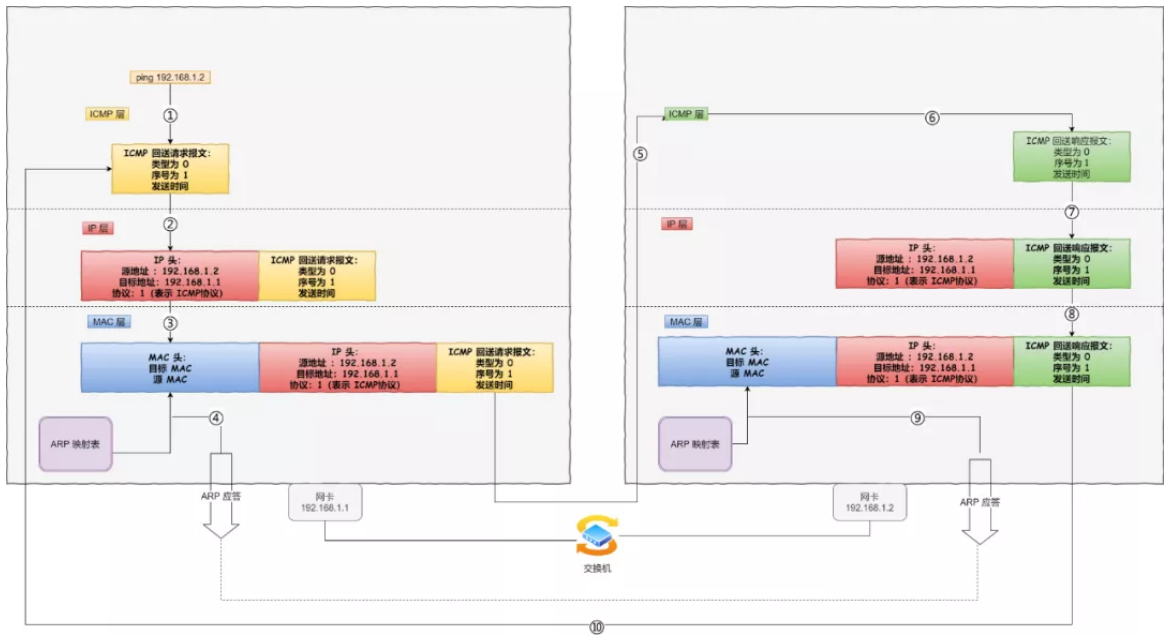 ping 192.168.1.2
ICMP 层
①
ICMP 回送请求报文:
类型为 0
序号为 1
发送时间
②
IP 层
IP 头:
源地址 : 192.168.1.2
目标地址: 192.168.1.1
协议: 1 (表示 ICMP协议)
ICMP 回送请求报文:
类型为 0
序号为 1
发送时间
③
MAC 层
MAC 头:
目标 MAC
源 MAC
IP 头:
源地址 : 192.168.1.2
目标地址: 192.168.1.1
协议: 1 (表示 ICMP协议)
ICMP 回送请求报文:
类型为 0
序号为 1
发送时间
④
ARP 映射表
ARP 应答
网卡
192.168.1.1
⑤
ICMP 层
⑥
ICMP 回送响应报文:
类型为 0
序号为 1
发送时间
⑦
IP 层
IP 头:
源地址 : 192.168.1.2
目标地址: 192.168.1.1
协议: 1 (表示 ICMP协议)
ICMP 回送响应报文:
类型为 0
序号为 1
发送时间
⑧
MAC 层
MAC 头:
目标 MAC
源 MAC
IP 头:
源地址 : 192.168.1.2
目标地址: 192.168.1.1
协议: 1 (表示 ICMP协议)
ICMP 回送响应报文:
类型为 0
序号为 1
发送时间
⑨
ARP 映射表
ARP 应答
网卡
192.168.1.2
交换机
⑩